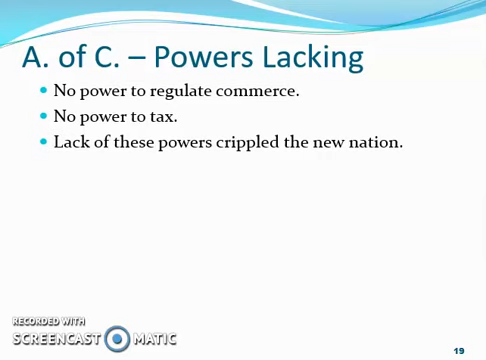 A. of C. – Powers Lacking
No power to regulate commerce.
No power to tax.
Lack of these powers crippled the new nation.
RECORDED WITH
SCREENCAST MATIC
19